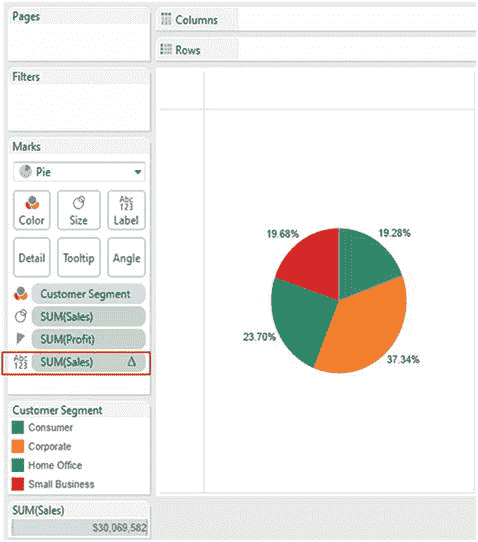 Pages
Columns
Rows
Filters
Marks
Pie
Abc
123
Color
Size
Label
Detail
Tooltip
Angle
Customer Segment
SUM(Sales)
SUM(Profit)
Abc
123
SUM(Sales) Δ
19.68%
19.28%
23.70%
37.34%
Customer Segment
Consumer
Corporate
Home Office
Small Business
SUM(Sales)
$30,069,582